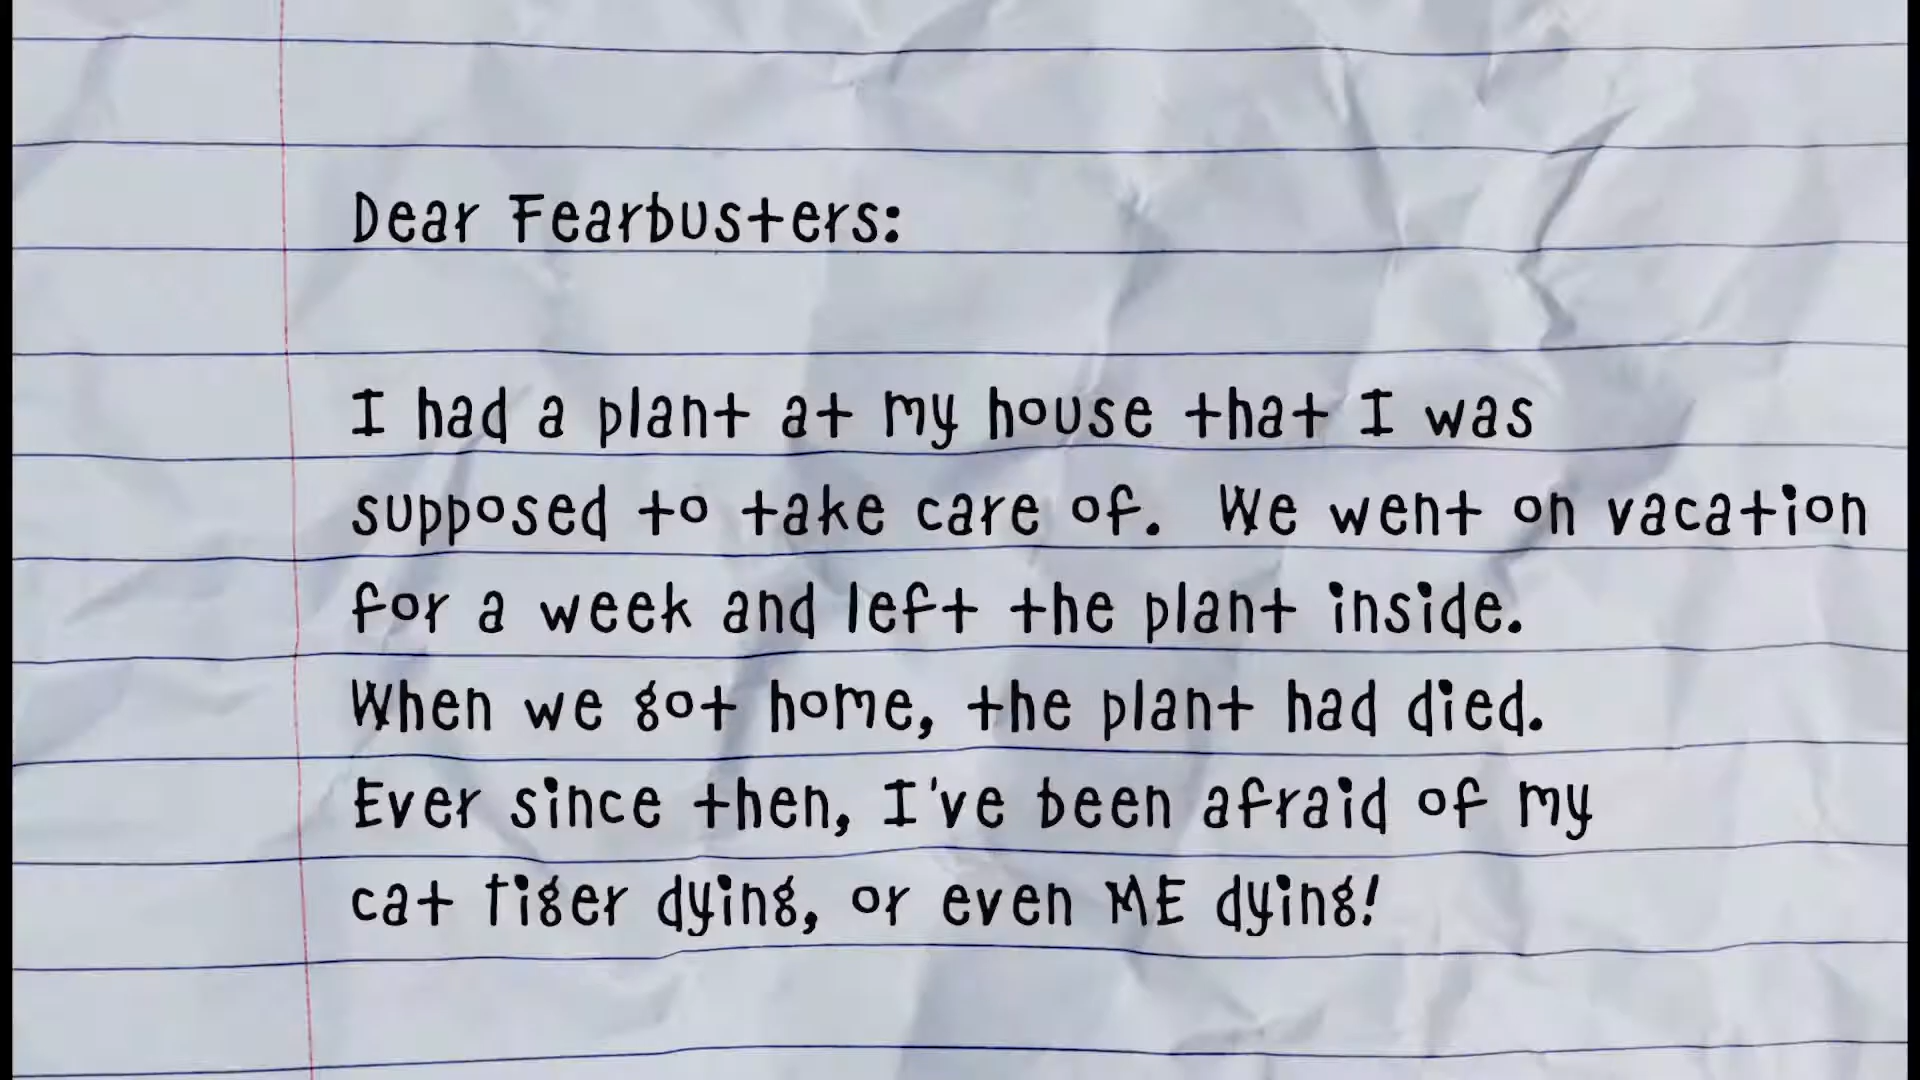 Dear Fearbusters:
I had a plant at my house that I was
supposed to take care of. We went on vacation
for a week and left the plant inside.
When we got home, the plant had died.
Ever since then, I've been afraid of my
cat Tiger dying, or even ME dying!